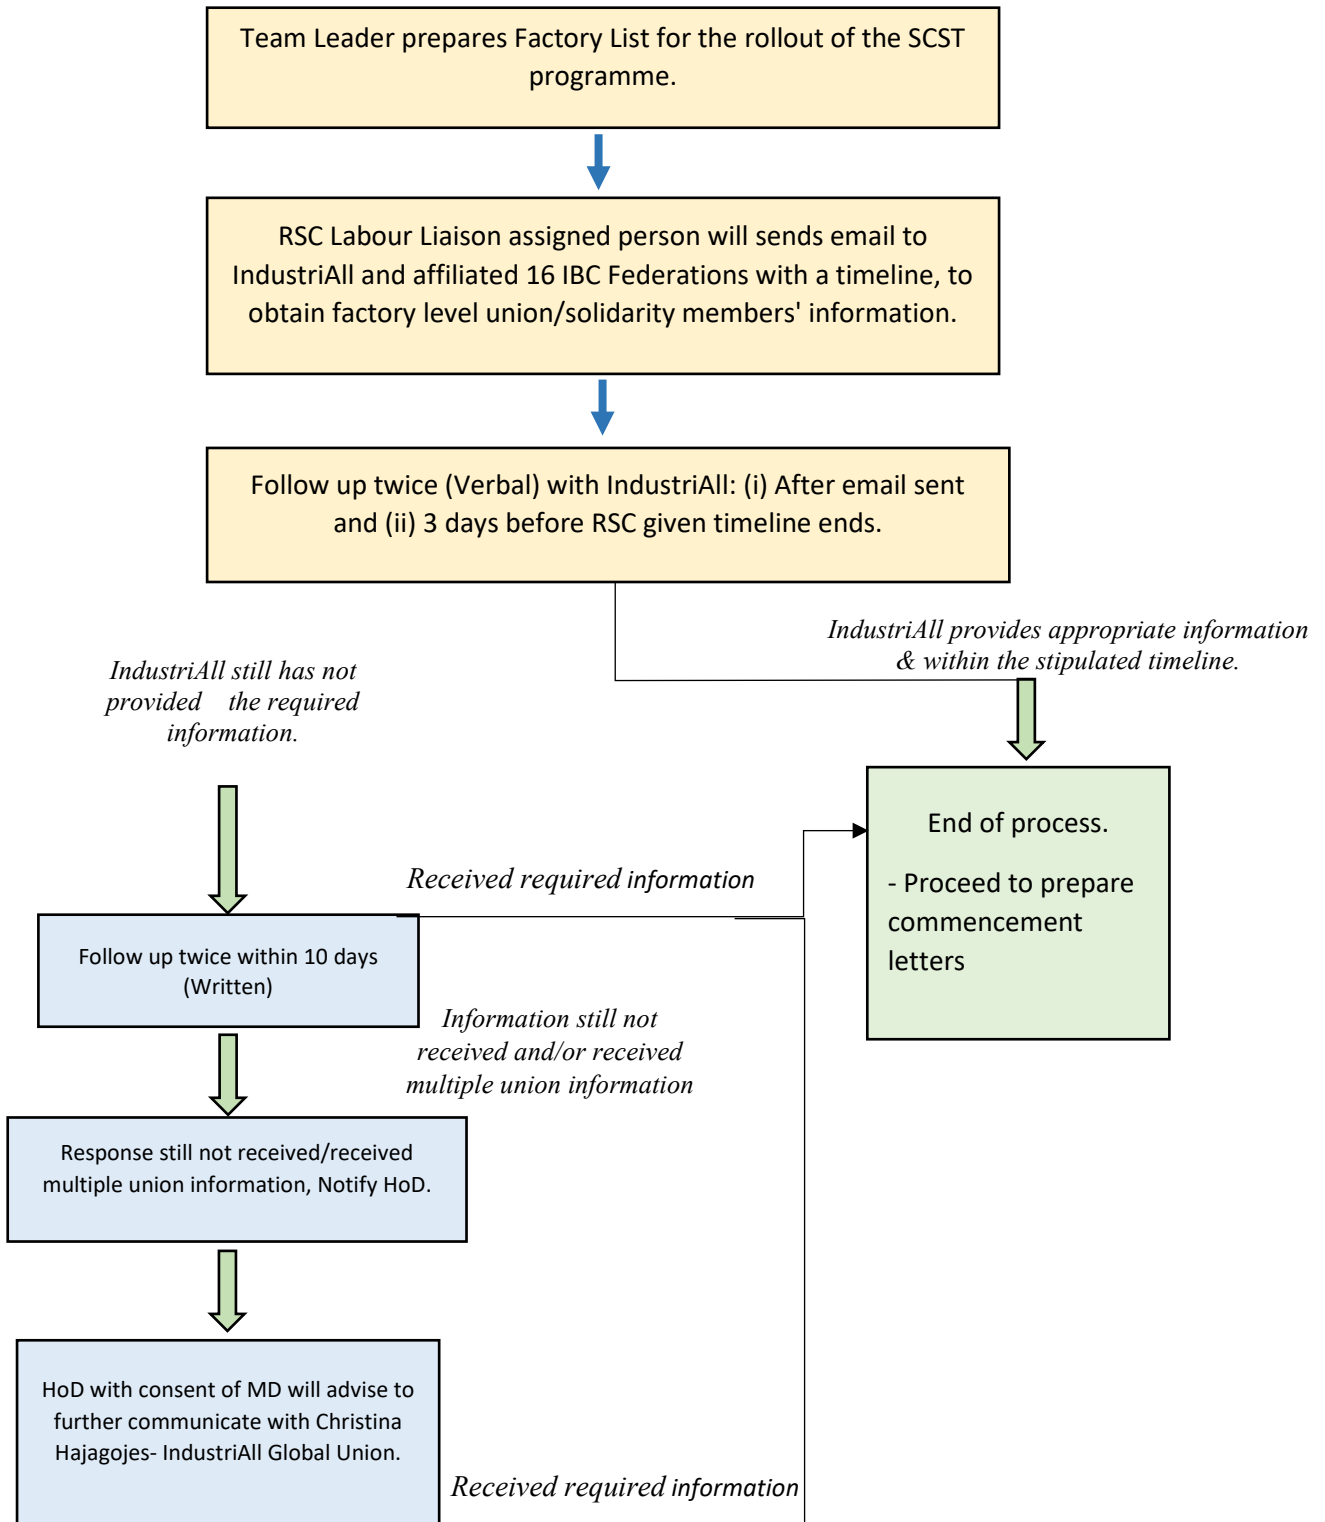 Team Leader prepares Factory List for the rollout of the SCST
programme.
RSC Labour Liaison assigned person will sends email to
IndustriAll and affiliated 16 IBC Federations with a timeline, to
obtain factory level union/solidarity members' information.
Follow up twice (Verbal) with IndustriAll: (i) After email sent
and (ii) 3 days before RSC given timeline ends.
IndustriAll provides appropriate information
& within the stipulated timeline.
IndustriAll still has not
provided the required
information.
End of process.
- Proceed to prepare
commencement
letters
Received required information
Follow up twice within 10 days
(Written)
Information still not
received and/or received
multiple union information
Response still not received/received
multiple union information, Notify HoD.
HoD with consent of MD will advise to
further communicate with Christina
Hajagojes- IndustriAll Global Union.
Received required information